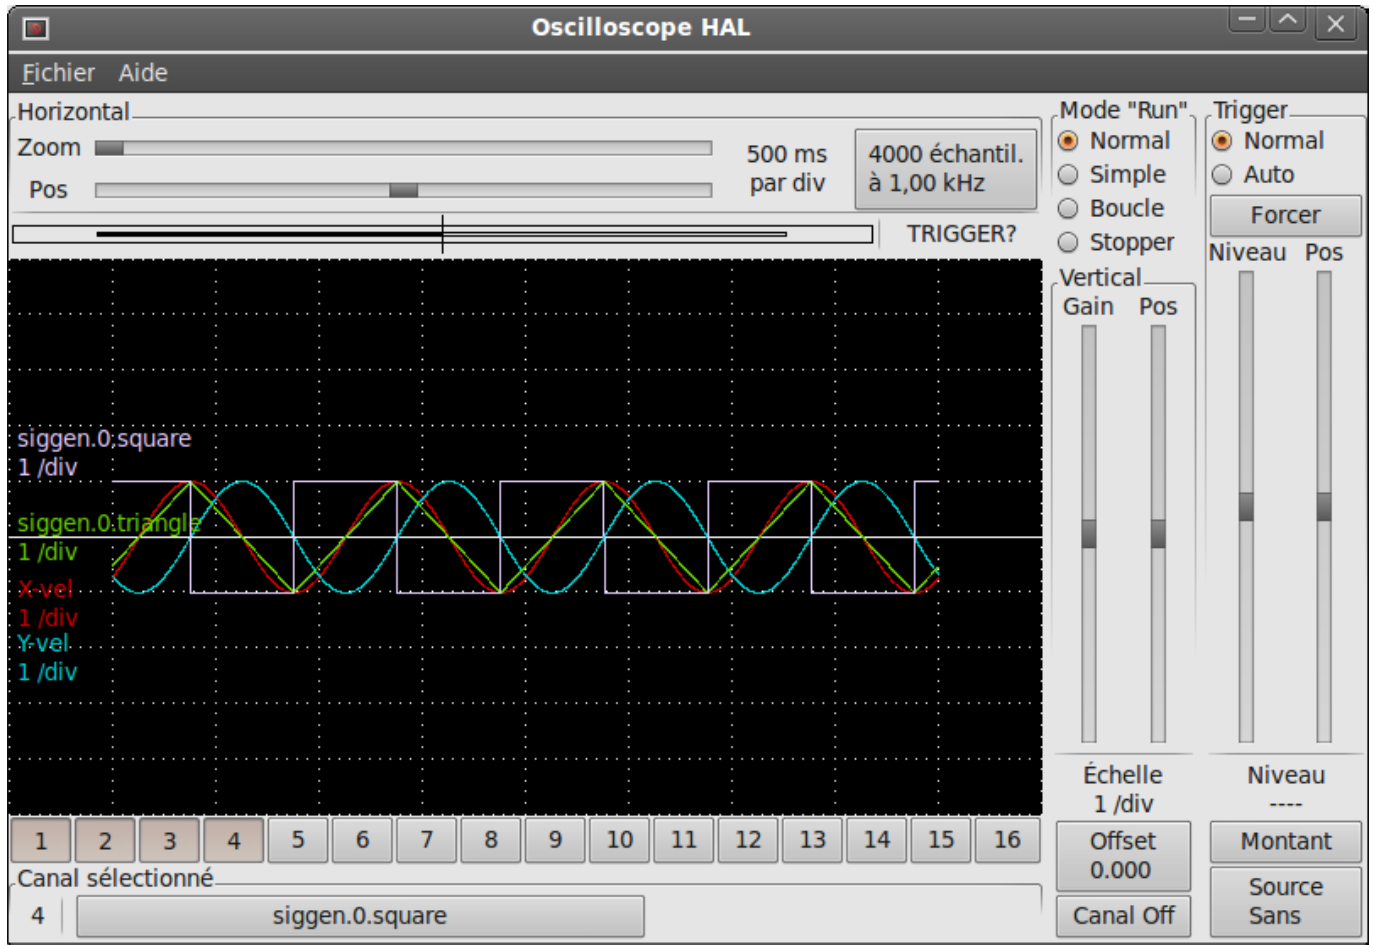 Oscilloscope HAL
Fichier Aide
Horizontal
Zoom
Pos
500 ms
par div
4000 échantil.
à 1,00 kHz
TRIGGER?
Mode "Run"
Normal
Simple
Boucle
Stopper
Trigger
Normal
Auto
Forcer
Niveau Pos
Vertical
Gain Pos
siggen.0.square
1 /div
siggen.0.triangle
1 /div
X-vel
1 /div
Y-vel
1 /div
Échelle
1 /div
Offset
0.000
Canal Off
Niveau
----
Montant
Source
Sans
1 2 3 4 5 6 7 8 9 10 11 12 13 14 15 16
Canal sélectionné
4 siggen.0.square